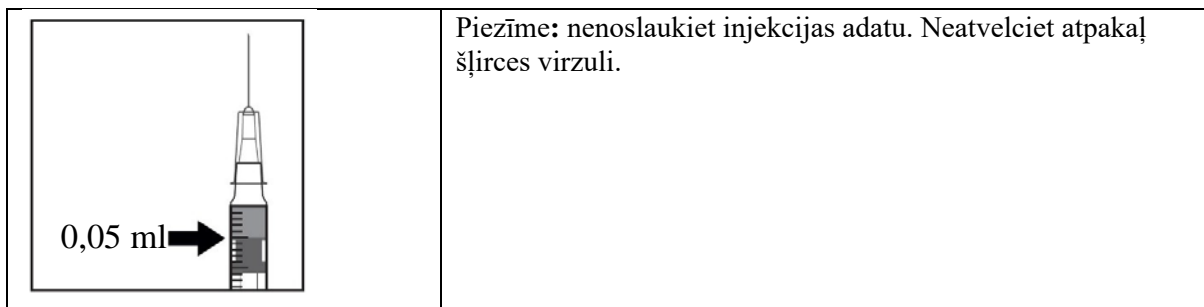 Piezīme: nenoslaukiet injekcijas adatu. Neatvelciet atpakaļ
šļirces virzuli.
0,05 ml